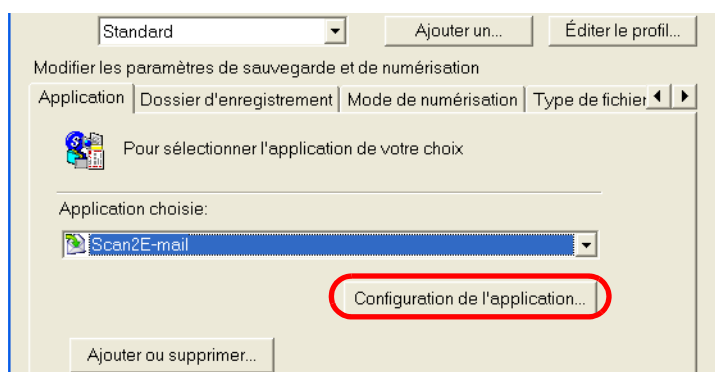 Standard Ajouter un... Éditer le profil...
Modifier les paramètres de sauvegarde et de numérisation
Application Dossier d'enregistrement Mode de numérisation Type de fichier
Pour sélectionner l'application de votre choix
Application choisie:
Scan2E-mail
Configuration de l'application...
Ajouter ou supprimer...